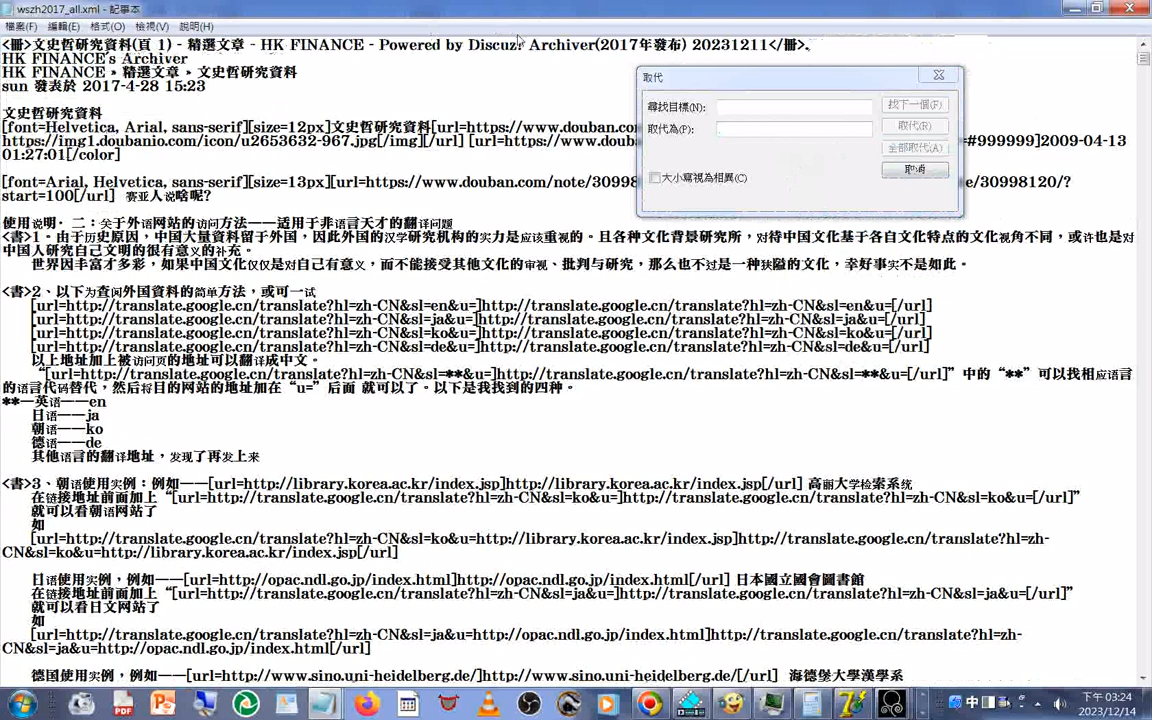 wszh2017_all.xml - 記事本
檔案(F) 編輯(E) 格式(O) 檢視(V) 說明(H)
<冊>文史哲研究資料(頁 1) - 精選文章 - HK FINANCE - Powered by Discuz! Archiver(2017年發布) 20231211</冊>.
HK FINANCE's Archiver
HK FINANCE » 精選文章 » 文史哲研究資料
sun 發表於 2017-4-28 15:23
文史哲研究資料
[font=Helvetica, Arial, sans-serif][size=12px]文史哲研究資料[url=https://www.douban.
https://img1.doubanio.com/icon/u2653632-967.jpg[/img][/url] [url=https://www.doub
=#999999]2009-04-13
01:27:01[/color]
[font=Arial, Helvetica, sans-serif][size=13px][url=https://www.douban.com/note/30998
e/30998120/?
start=100[/url] 赛亚人说啥呢?
使用说明。二：关于外语网站的访问方法——适用于非语言天才的翻译问题
<書>1。由于历史原因，中国大量資料留于外国，因此外国的汉学研究机构的实力是应该重视的。且各种文化背景研究所，对待中国文化基于各自文化特点的文化视角不同，或许也是对
中国人研究自己文明的很有意义的补充。
世界因丰富才多彩，如果中国文化仅仅是对自己有意义，而不能接受其他文化的审视、批判与研究，那么也不过是一种狭隘的文化，幸好事实不是如此。
<書>2、以下为查阅外国資料的简单方法，或可一试
[url=http://translate.google.cn/translate?hl=zh-CN&sl=en&u=]http://translate.google.cn/translate?hl=zh-CN&sl=en&u=[/url]
[url=http://translate.google.cn/translate?hl=zh-CN&sl=ja&u=]http://translate.google.cn/translate?hl=zh-CN&sl=ja&u=[/url]
[url=http://translate.google.cn/translate?hl=zh-CN&sl=ko&u=]http://translate.google.cn/translate?hl=zh-CN&sl=ko&u=[/url]
[url=http://translate.google.cn/translate?hl=zh-CN&sl=de&u=]http://translate.google.cn/translate?hl=zh-CN&sl=de&u=[/url]
以上地址加上被访问页的地址可以翻译成中文。
“[url=http://translate.google.cn/translate?hl=zh-CN&sl=**&u=]http://translate.google.cn/translate?hl=zh-CN&sl=**&u=[/url]”中的“**”可以找相应语言
的语言代码替代，然后将目的网站的地址加在“u=”后面 就可以了。以下是我找到的四种。
**—英语——en
日语——ja
朝语——ko
德语——de
其他语言的翻译地址，发现了再发上来
<書>3、朝语使用实例：例如——[url=http://library.korea.ac.kr/index.jsp]http://library.korea.ac.kr/index.jsp[/url] 高丽大学检索系统
在链接地址前面加上“[url=http://translate.google.cn/translate?hl=zh-CN&sl=ko&u=]http://translate.google.cn/translate?hl=zh-CN&sl=ko&u=[/url]”
就可以看朝语网站了
如
[url=http://translate.google.cn/translate?hl=zh-CN&sl=ko&u=http://library.korea.ac.kr/index.jsp]http://translate.google.cn/translate?hl=zh-
CN&sl=ko&u=http://library.korea.ac.kr/index.jsp[/url]
日语使用实例，例如——[url=http://opac.ndl.go.jp/index.html]http://opac.ndl.go.jp/index.html[/url] 日本國立國會圖書館
在链接地址前面加上“[url=http://translate.google.cn/translate?hl=zh-CN&sl=ja&u=]http://translate.google.cn/translate?hl=zh-CN&sl=ja&u=[/url]”
就可以看日文网站了
如
[url=http://translate.google.cn/translate?hl=zh-CN&sl=ja&u=http://opac.ndl.go.jp/index.html]http://translate.google.cn/translate?hl=zh-
CN&sl=ja&u=http://opac.ndl.go.jp/index.html[/url]
德国使用实例，例如——[url=http://www.sino.uni-heidelberg.de/]http://www.sino.uni-heidelberg.de/[/url] 海德堡大學漢學系
取代
尋找目標(N):
找下一個(F)
取代為(P):
取代(R)
全部取代(A)
取消
大小寫視為相異(C)
中
下午 03:24
2023/12/14